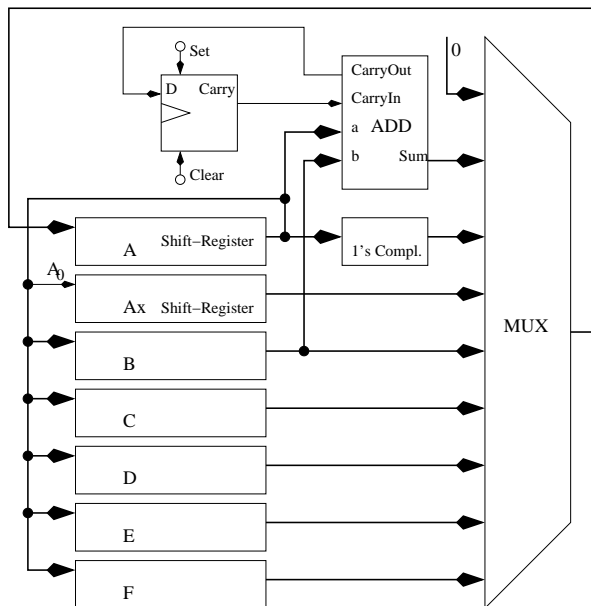 Set
0
CarryOut
D
Carry
CarryIn
a
ADD
b
Sum
Clear
A
Shift-Register
1's Compl.
A0
Ax
Shift-Register
MUX
B
C
D
E
F